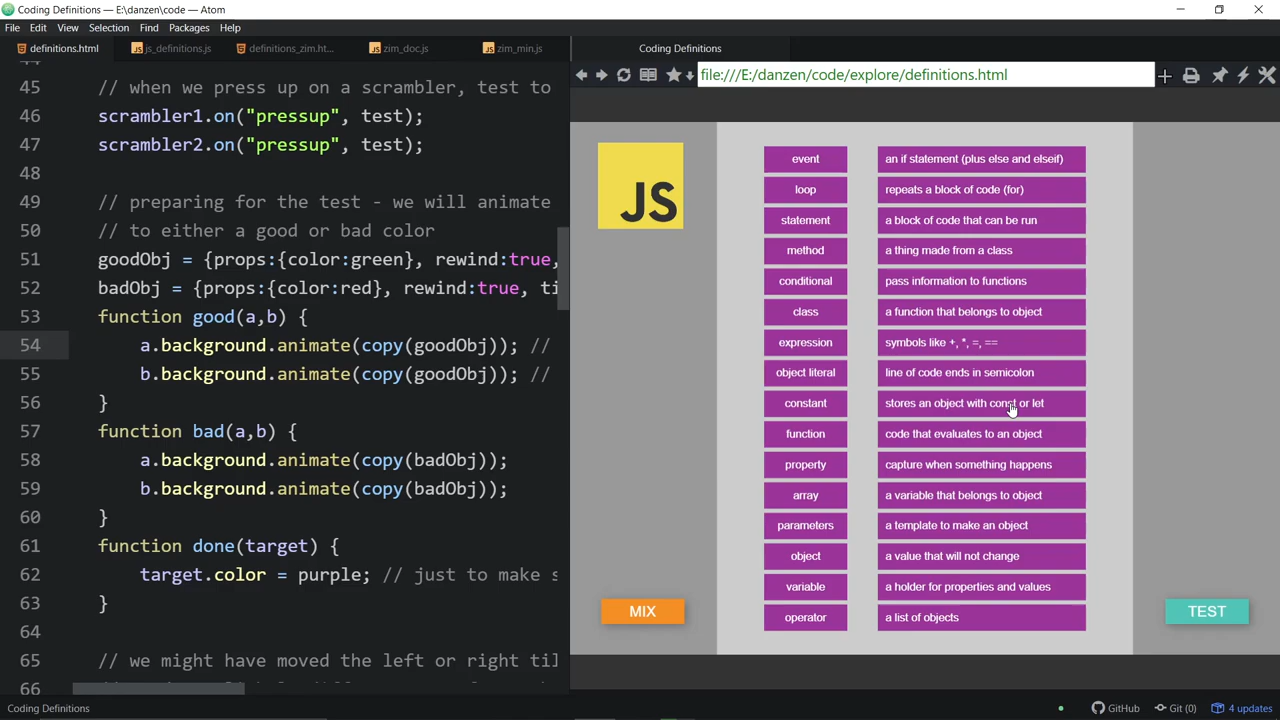 Coding Definitions — E:\danzen\code — Atom
File Edit View Selection Find Packages Help
definitions.html js_definitions.js definitions_zim.ht... zim_doc.js zim_min.js Coding Definitions
file:///E:/danzen/code/explore/definitions.html
44
45 // when we press up on a scrambler, test to
46 scrambler1.on("pressup", test);
47 scrambler2.on("pressup", test);
48
49 // preparing for the test - we will animate
50 // to either a good or bad color
51 goodObj = {props:{color:green}, rewind:true,
52 badObj = {props:{color:red}, rewind:true, ti
53 function good(a,b) {
54 a.background.animate(copy(goodObj)); //
55 b.background.animate(copy(goodObj)); //
56 }
57 function bad(a,b) {
58 a.background.animate(copy(badObj));
59 b.background.animate(copy(badObj));
60 }
61 function done(target) {
62 target.color = purple; // just to make s
63 }
64
65 // we might have moved the left or right til
66
JS
event an if statement (plus else and elseif)
loop repeats a block of code (for)
statement a block of code that can be run
method a thing made from a class
conditional pass information to functions
class a function that belongs to object
expression symbols like +, *, =, ==
object literal line of code ends in semicolon
constant stores an object with const or let
function code that evaluates to an object
property capture when something happens
array a variable that belongs to object
parameters a template to make an object
object a value that will not change
variable a holder for properties and values
operator a list of objects
MIX
TEST
Coding Definitions GitHub Git (0) 4 updates